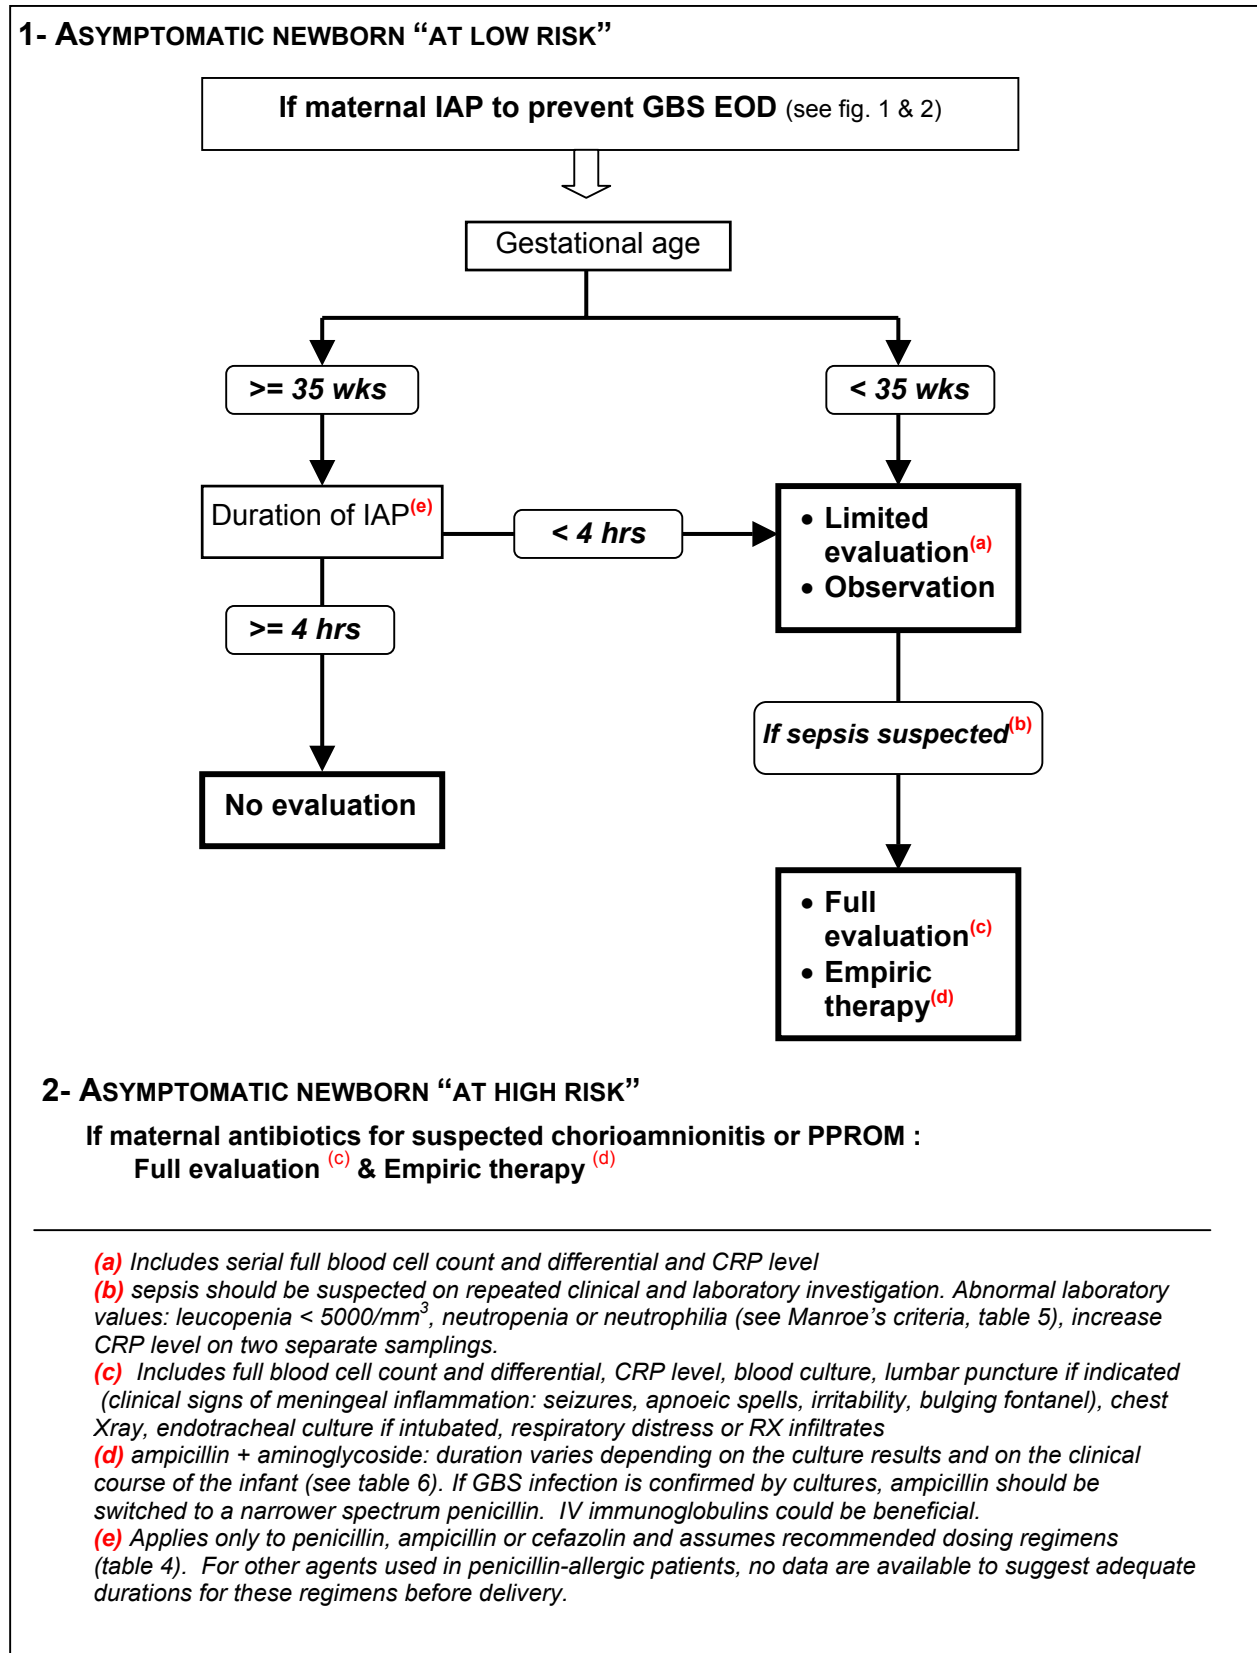 1- ASYMPTOMATIC NEWBORN “AT LOW RISK”
If maternal IAP to prevent GBS EOD (see fig. 1 & 2)
Gestational age
>= 35 wks
< 35 wks
Duration of IAP(e)
< 4 hrs
• Limited
evaluation(a)
• Observation
>= 4 hrs
If sepsis suspected(b)
No evaluation
• Full
evaluation(c)
• Empiric
therapy(d)
2- ASYMPTOMATIC NEWBORN “AT HIGH RISK”
If maternal antibiotics for suspected chorioamnionitis or PPROM :
Full evaluation (c) & Empiric therapy (d)
(a) Includes serial full blood cell count and differential and CRP level
(b) sepsis should be suspected on repeated clinical and laboratory investigation. Abnormal laboratory
values: leucopenia < 5000/mm3, neutropenia or neutrophilia (see Manroe’s criteria, table 5), increase
CRP level on two separate samplings.
(c) Includes full blood cell count and differential, CRP level, blood culture, lumbar puncture if indicated
(clinical signs of meningeal inflammation: seizures, apnoeic spells, irritability, bulging fontanel), chest
Xray, endotracheal culture if intubated, respiratory distress or RX infiltrates
(d) ampicillin + aminoglycoside: duration varies depending on the culture results and on the clinical
course of the infant (see table 6). If GBS infection is confirmed by cultures, ampicillin should be
switched to a narrower spectrum penicillin. IV immunoglobulins could be beneficial.
(e) Applies only to penicillin, ampicillin or cefazolin and assumes recommended dosing regimens
(table 4). For other agents used in penicillin-allergic patients, no data are available to suggest adequate
durations for these regimens before delivery.